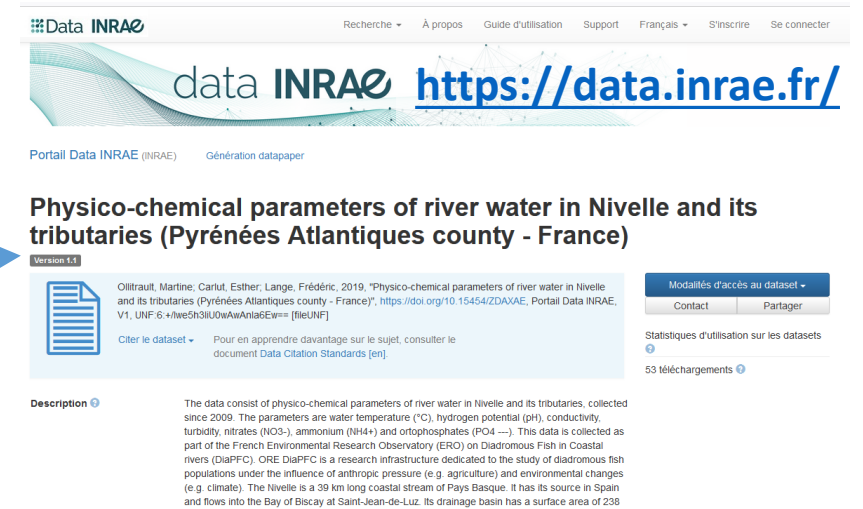 Data INRAE
Recherche À propos Guide d'utilisation Support Français S'inscrire Se connecter
data INRAE https://data.inrae.fr/
Portail Data INRAE (INRAE) Génération datapaper
Physico-chemical parameters of river water in Nivelle and its
tributaries (Pyrénées Atlantiques county - France)
Version 1.1
Ollitrault, Martine; Carlut, Esther; Lange, Frédéric, 2019, "Physico-chemical parameters of river water in Nivelle
and its tributaries (Pyrénées Atlantiques county - France)", https://doi.org/10.15454/ZDAXAE, Portail Data INRAE,
V1, UNF:6:+/lwe5h3liU0wAwAnla6Ew== [fileUNF]
Citer le dataset
Pour en apprendre davantage sur le sujet, consulter le
document Data Citation Standards [en].
Modalités d'accès au dataset
Contact Partager
Statistiques d'utilisation sur les datasets
?
53 téléchargements ?
Description ?
The data consist of physico-chemical parameters of river water in Nivelle and its tributaries, collected
since 2009. The parameters are water temperature (°C), hydrogen potential (pH), conductivity,
turbidity, nitrates (NO3-), ammonium (NH4+) and ortophosphates (PO4 ---). This data is collected as
part of the French Environmental Research Observatory (ERO) on Diadromous Fish in Coastal
rivers (DiaPFC). ORE DiaPFC is a research infrastructure dedicated to the study of diadromous fish
populations under the influence of anthropic pressure (e.g. agriculture) and environmental changes
(e.g. climate). The Nivelle is a 39 km long coastal stream of Pays Basque. It has its source in Spain
and flows into the Bay of Biscay at Saint-Jean-de-Luz. Its drainage basin has a surface area of 238